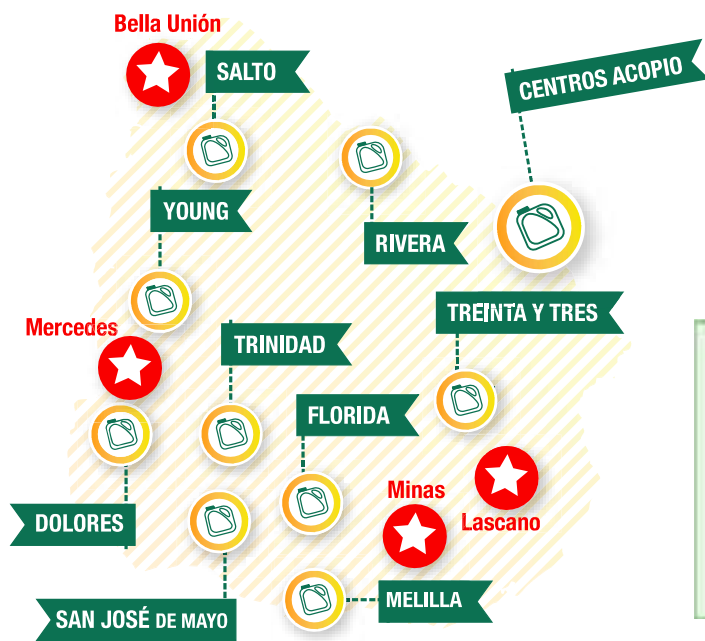 Bella Unión
SALTO
CENTROS ACOPIO
YOUNG
RIVERA
Mercedes
TREINTA Y TRES
TRINIDAD
FLORIDA
Minas
Lascano
DOLORES
MELILLA
SAN JOSÉ DE MAYO